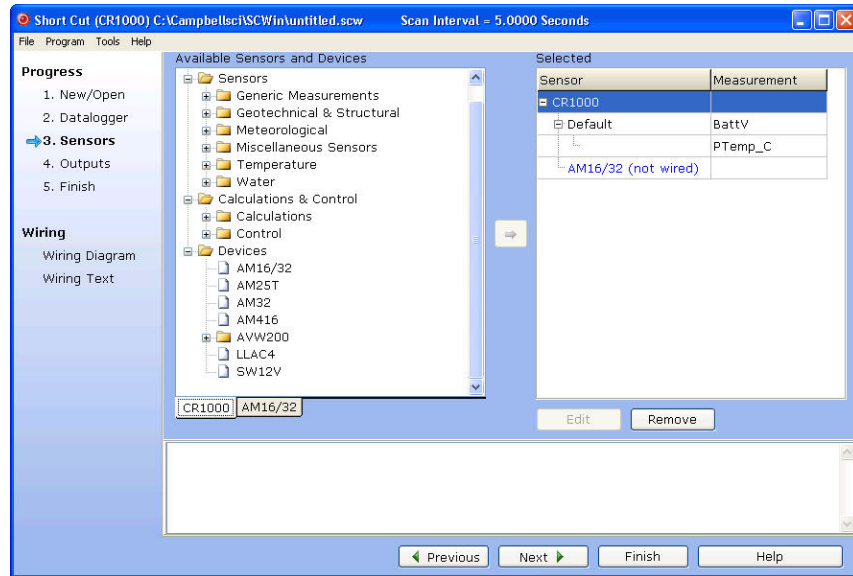 Short Cut (CR1000) C:\Campbellsci\SCWin\untitled.scw Scan Interval = 5.0000 Seconds
File Program Tools Help
Progress
1. New/Open
2. Datalogger
3. Sensors
4. Outputs
5. Finish
Wiring
Wiring Diagram
Wiring Text
Available Sensors and Devices
Sensors
Generic Measurements
Geotechnical & Structural
Meteorological
Miscellaneous Sensors
Temperature
Water
Calculations & Control
Calculations
Control
Devices
AM16/32
AM25T
AM32
AM416
AVW200
LLAC4
SW12V
CR1000 AM16/32
Selected
Sensor Measurement
CR1000
Default BattV
PTemp_C
AM16/32 (not wired)
Edit Remove
Previous Next Finish Help